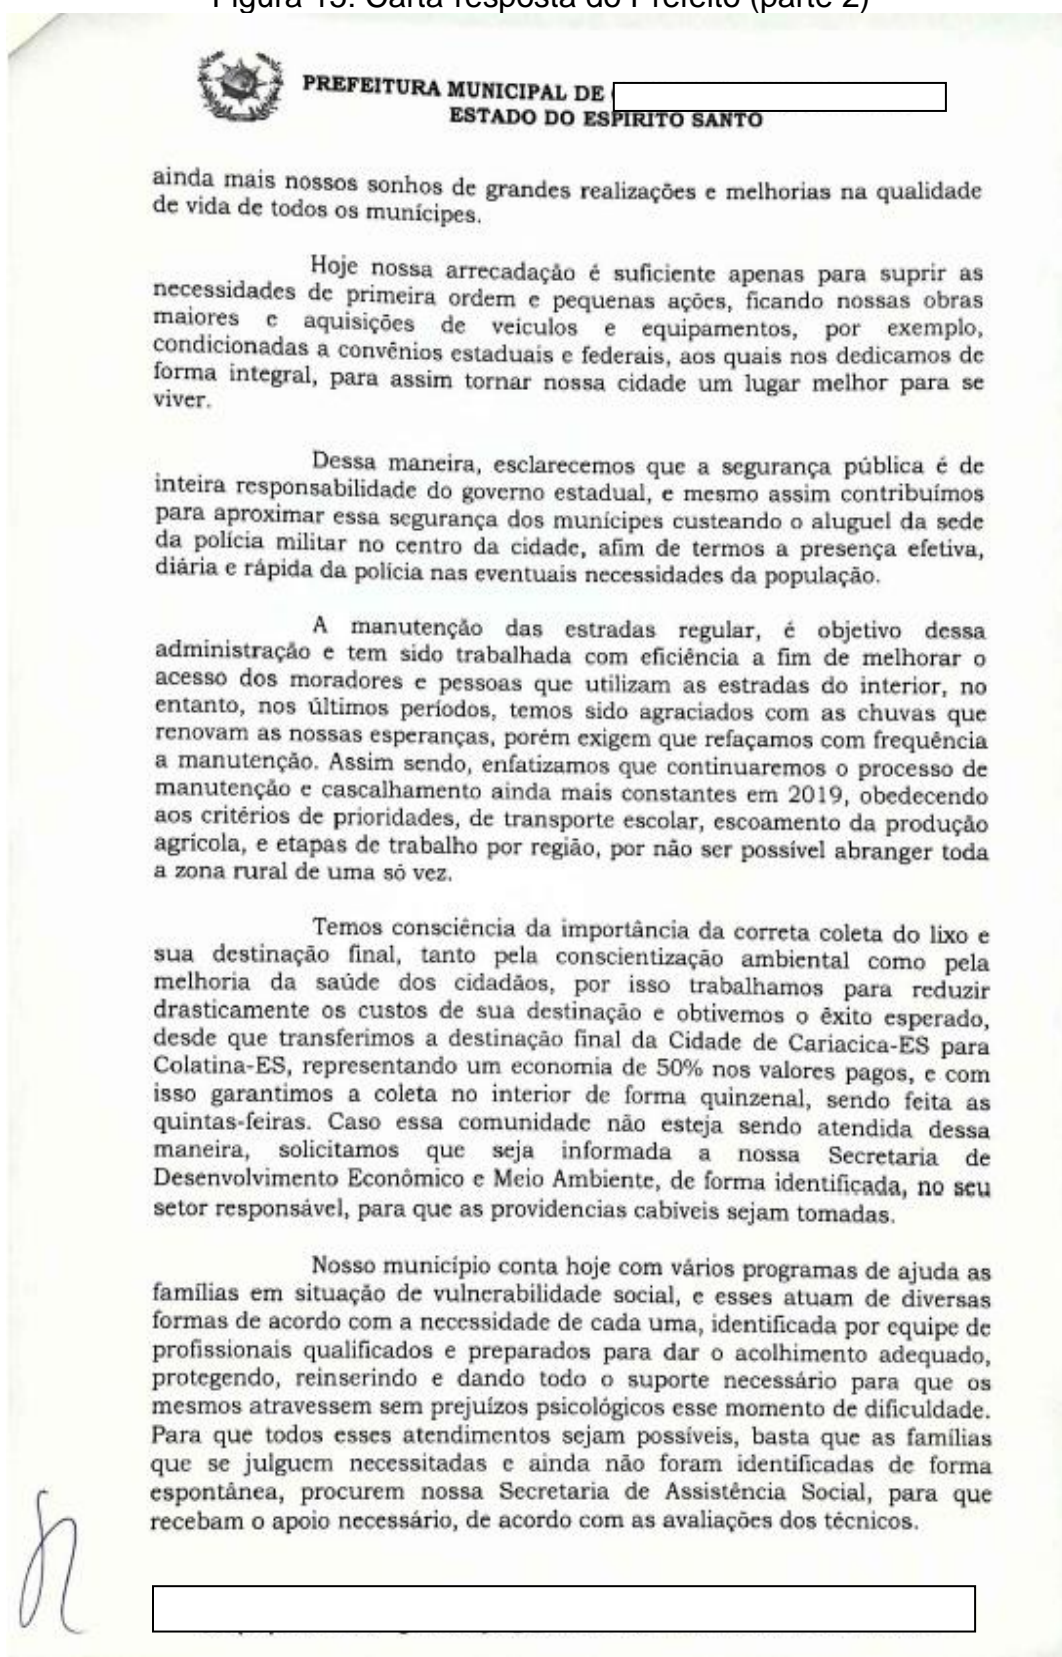 Figura 15: Carta resposta do Prefeito (parte 2)
PREFEITURA MUNICIPAL DE
ESTADO DO ESPIRITO SANTO
ainda mais nossos sonhos de grandes realizações e melhorias na qualidade
de vida de todos os munícipes.
Hoje nossa arrecadação é suficiente apenas para suprir as
necessidades de primeira ordem e pequenas ações, ficando nossas obras
maiores e aquisições de veículos e equipamentos, por exemplo,
condicionadas a convênios estaduais e federais, aos quais nos dedicamos de
forma integral, para assim tornar nossa cidade um lugar melhor para se
viver.
Dessa maneira, esclarecemos que a segurança pública é de
inteira responsabilidade do governo estadual, e mesmo assim contribuímos
para aproximar essa segurança dos munícipes custeando o aluguel da sede
da polícia militar no centro da cidade, afim de termos a presença efetiva,
diária e rápida da polícia nas eventuais necessidades da população.
A manutenção das estradas regular, é objetivo dessa
administração e tem sido trabalhada com eficiência a fim de melhorar o
acesso dos moradores e pessoas que utilizam as estradas do interior, no
entanto, nos últimos períodos, temos sido agraciados com as chuvas que
renovam as nossas esperanças, porém exigem que refaçamos com frequência
a manutenção. Assim sendo, enfatizamos que continuaremos o processo de
manutenção e cascalhamento ainda mais constantes em 2019, obedecendo
aos critérios de prioridades, de transporte escolar, escoamento da produção
agrícola, e etapas de trabalho por região, por não ser possível abranger toda
a zona rural de uma só vez.
Temos consciência da importância da correta coleta do lixo e
sua destinação final, tanto pela conscientização ambiental como pela
melhoria da saúde dos cidadãos, por isso trabalhamos para reduzir
drasticamente os custos de sua destinação e obtivemos o êxito esperado,
desde que transferimos a destinação final da Cidade de Cariacica-ES para
Colatina-ES, representando um economia de 50% nos valores pagos, e com
isso garantimos a coleta no interior de forma quinzenal, sendo feita as
quintas-feiras. Caso essa comunidade não esteja sendo atendida dessa
maneira, solicitamos que seja informada a nossa Secretaria de
Desenvolvimento Econômico e Meio Ambiente, de forma identificada, no seu
setor responsável, para que as providencias cabíveis sejam tomadas.
Nosso município conta hoje com vários programas de ajuda as
famílias em situação de vulnerabilidade social, e esses atuam de diversas
formas de acordo com a necessidade de cada uma, identificada por equipe de
profissionais qualificados e preparados para dar o acolhimento adequado,
protegendo, reinserindo e dando todo o suporte necessário para que os
mesmos atravessem sem prejuízos psicológicos esse momento de dificuldade.
Para que todos esses atendimentos sejam possíveis, basta que as famílias
que se julguem necessitadas e ainda não foram identificadas de forma
espontânea, procurem nossa Secretaria de Assistência Social, para que
recebam o apoio necessário, de acordo com as avaliações dos técnicos.